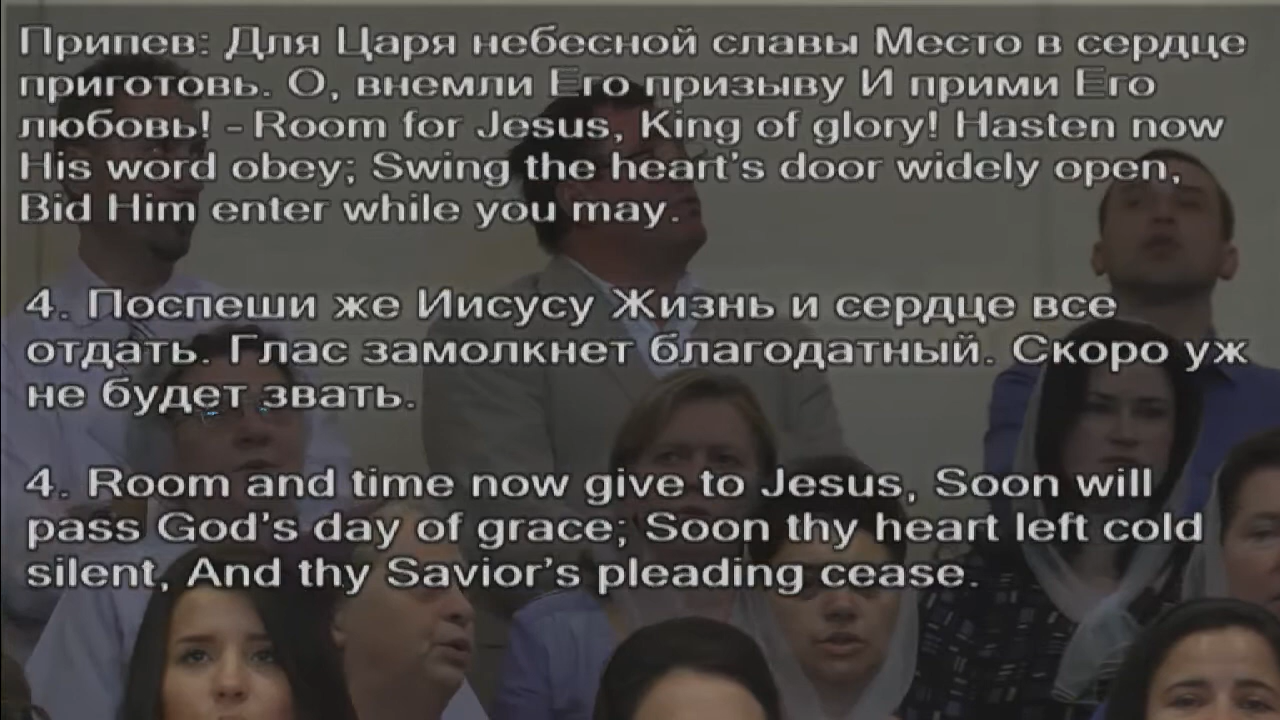 Припев: Для Царя небесной славы Место в сердце
приготовь. О, внемли Его призыву И прими Его
любовь! - Room for Jesus, King of glory! Hasten now
His word obey; Swing the heart's door widely open,
Bid Him enter while you may.
4. Поспеши же Иисусу Жизнь и сердце все
отдать. Глас замолкнет благодатный. Скоро уж
не будет звать.
4. Room and time now give to Jesus, Soon will
pass God's day of grace; Soon thy heart left cold
silent, And thy Savior's pleading cease.